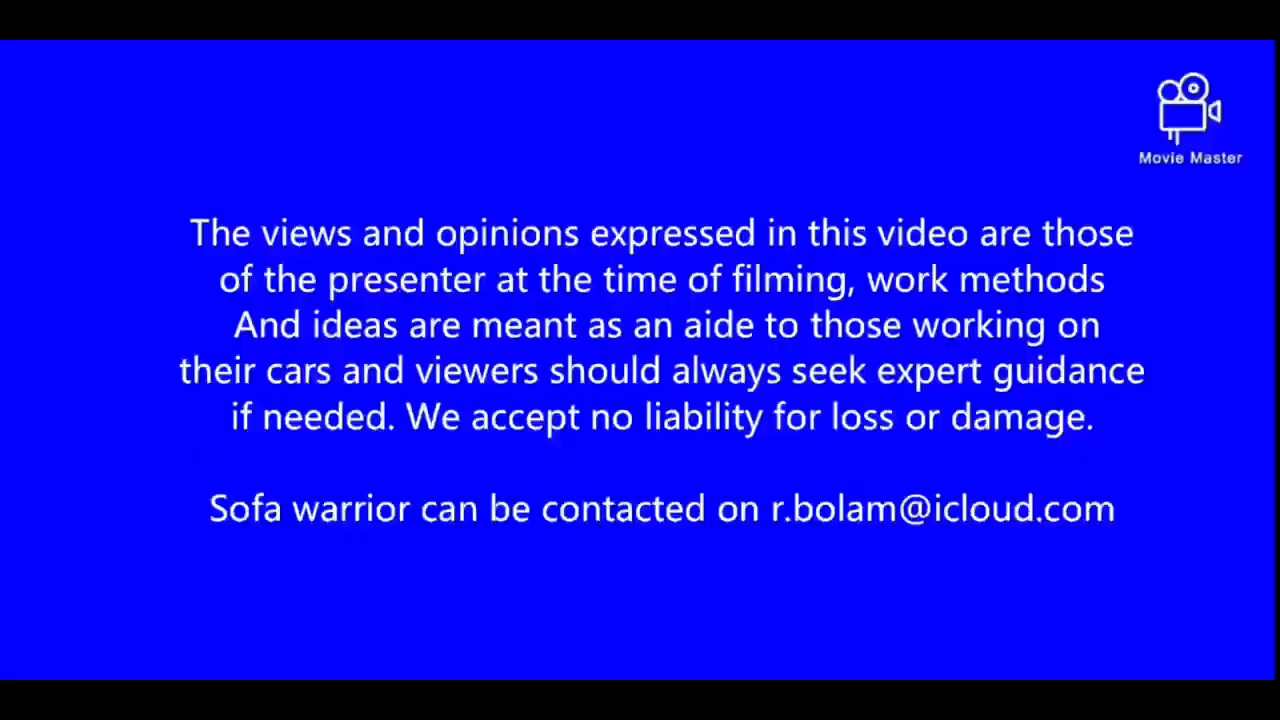 Movie Master
The views and opinions expressed in this video are those
of the presenter at the time of filming, work methods
And ideas are meant as an aide to those working on
their cars and viewers should always seek expert guidance
if needed. We accept no liability for loss or damage.
Sofa warrior can be contacted on r.bolam@icloud.com